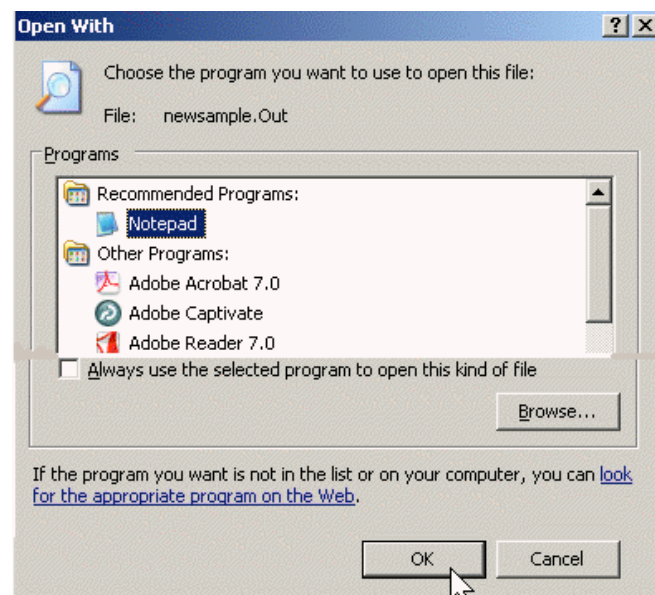 Open With
Choose the program you want to use to open this file:
File: newsample.Out
Programs
Recommended Programs:
Notepad
Other Programs:
Adobe Acrobat 7.0
Adobe Captivate
Adobe Reader 7.0
Always use the selected program to open this kind of file
Browse...
If the program you want is not in the list or on your computer, you can look
for the appropriate program on the Web.
OK Cancel